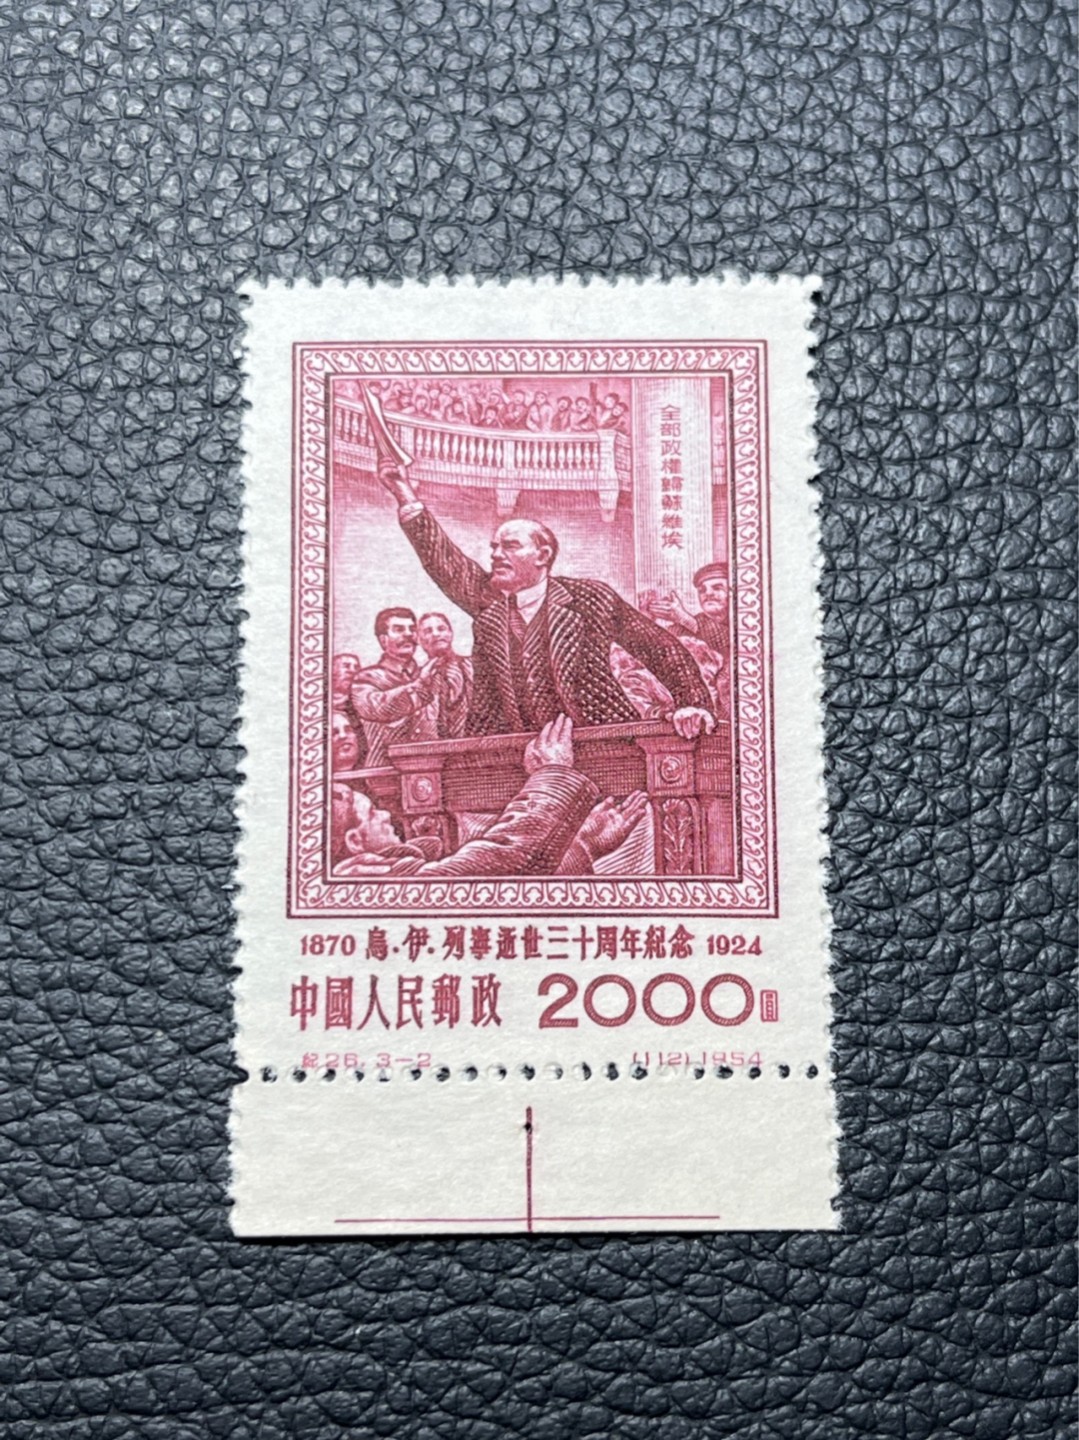 全部政權歸蘇維埃
1870 烏·伊·列寧逝世三十周年紀念 1924
中國人民郵政 2000圓
紀26.3-2 (112).1954